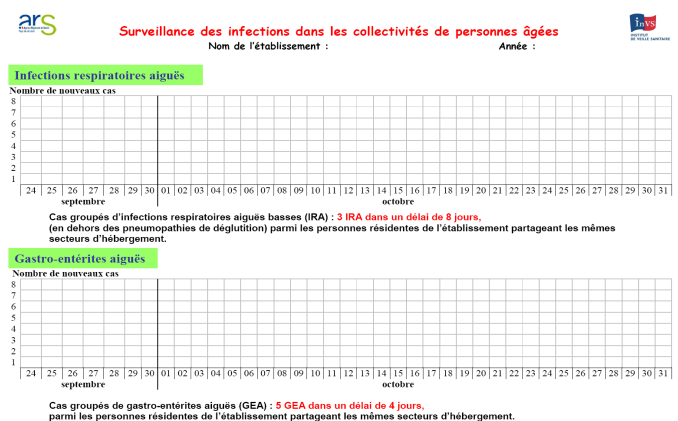 ars
Surveillance des infections dans les collectivités de personnes âgées
InVS
INSTITUT
DE VEILLE SANITAIRE
Nom de l'établissement : Année :
Infections respiratoires aiguës
Nombre de nouveaux cas
8
7
6
5
4
3
2
1
24 25 26 27 28 29 30 01 02 03 04 05 06 07 08 09 10 11 12 13 14 15 16 17 18 19 20 21 22 23 24 25 26 27 28 29 30 31
septembre octobre
Cas groupés d'infections respiratoires aiguës basses (IRA) : 3 IRA dans un délai de 8 jours,
(en dehors des pneumopathies de déglutition) parmi les personnes résidentes de l'établissement partageant les mêmes
secteurs d'hébergement.
Gastro-entérites aiguës
Nombre de nouveaux cas
8
7
6
5
4
3
2
1
24 25 26 27 28 29 30 01 02 03 04 05 06 07 08 09 10 11 12 13 14 15 16 17 18 19 20 21 22 23 24 25 26 27 28 29 30 31
septembre octobre
Cas groupés de gastro-entérites aiguës (GEA) : 5 GEA dans un délai de 4 jours,
parmi les personnes résidentes de l'établissement partageant les mêmes secteurs d'hébergement.